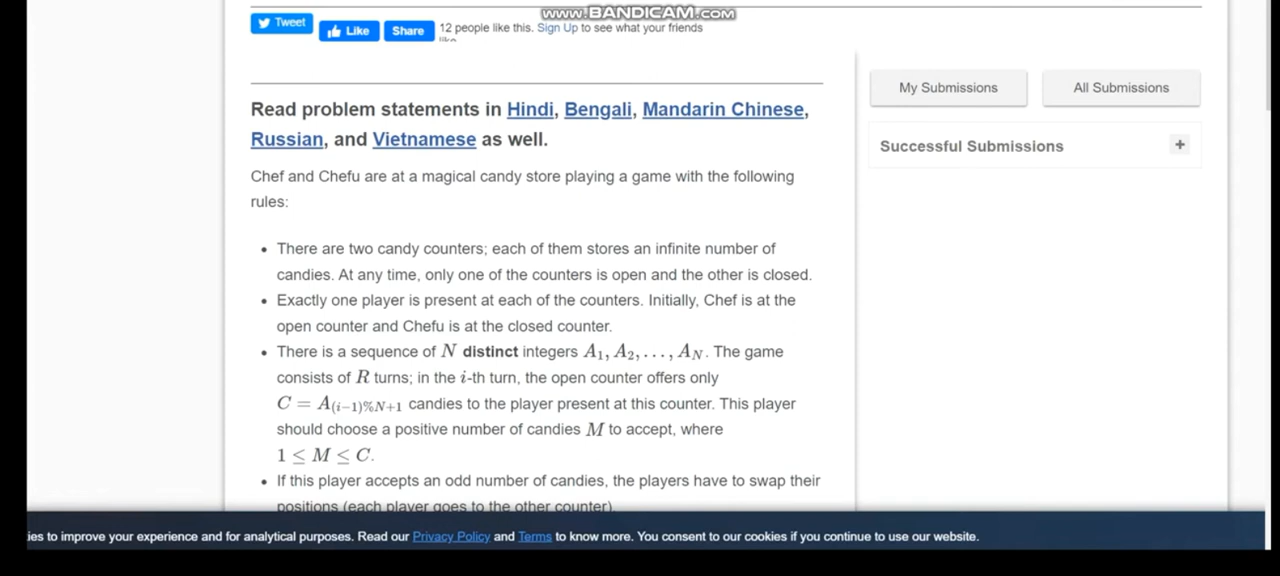 www.BANDICAM.com
Tweet
Like Share 12 people like this. Sign Up to see what your friends
like.
My Submissions All Submissions
Read problem statements in Hindi, Bengali, Mandarin Chinese,
Russian, and Vietnamese as well.
Successful Submissions +
Chef and Chefu are at a magical candy store playing a game with the following
rules:
• There are two candy counters; each of them stores an infinite number of
candies. At any time, only one of the counters is open and the other is closed.
• Exactly one player is present at each of the counters. Initially, Chef is at the
open counter and Chefu is at the closed counter.
• There is a sequence of N distinct integers A₁, A₂, . . . , A_N. The game
consists of R turns; in the i-th turn, the open counter offers only
C = A_(i−1)%N+1 candies to the player present at this counter. This player
should choose a positive number of candies M to accept, where
1 ≤ M ≤ C.
• If this player accepts an odd number of candies, the players have to swap their
positions (each player goes to the other counter)
ies to improve your experience and for analytical purposes. Read our Privacy Policy and Terms to know more. You consent to our cookies if you continue to use our website.